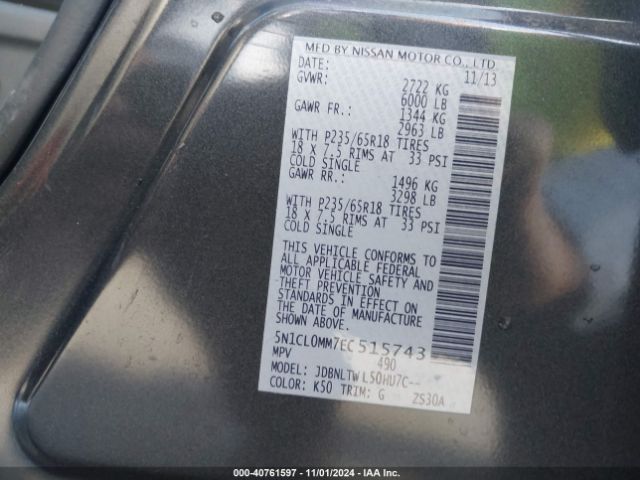 MFD BY NISSAN MOTOR CO., LTD
DATE: 11/13
GVWR: 2722 KG
6000 LB
GAWR FR.: 1344 KG
2963 LB
WITH P235/65R18 TIRES
18 X 7.5 RIMS AT 33 PSI
COLD SINGLE
GAWR RR.: 1496 KG
3298 LB
WITH P235/65R18 TIRES
18 X 7.5 RIMS AT 33 PSI
COLD SINGLE
THIS VEHICLE CONFORMS TO
ALL APPLICABLE FEDERAL
MOTOR VEHICLE SAFETY AND
THEFT PREVENTION
STANDARDS IN EFFECT ON
THE DATE OF MANUFACTURE
SHOWN ABOVE.
5N1CL0MM7EC515743
MPV 490
MODEL: JDBNLTWL50HU7C--
COLOR: K50 TRIM: G ZS30A
000-40761597 - 11/01/2024 - IAA Inc.